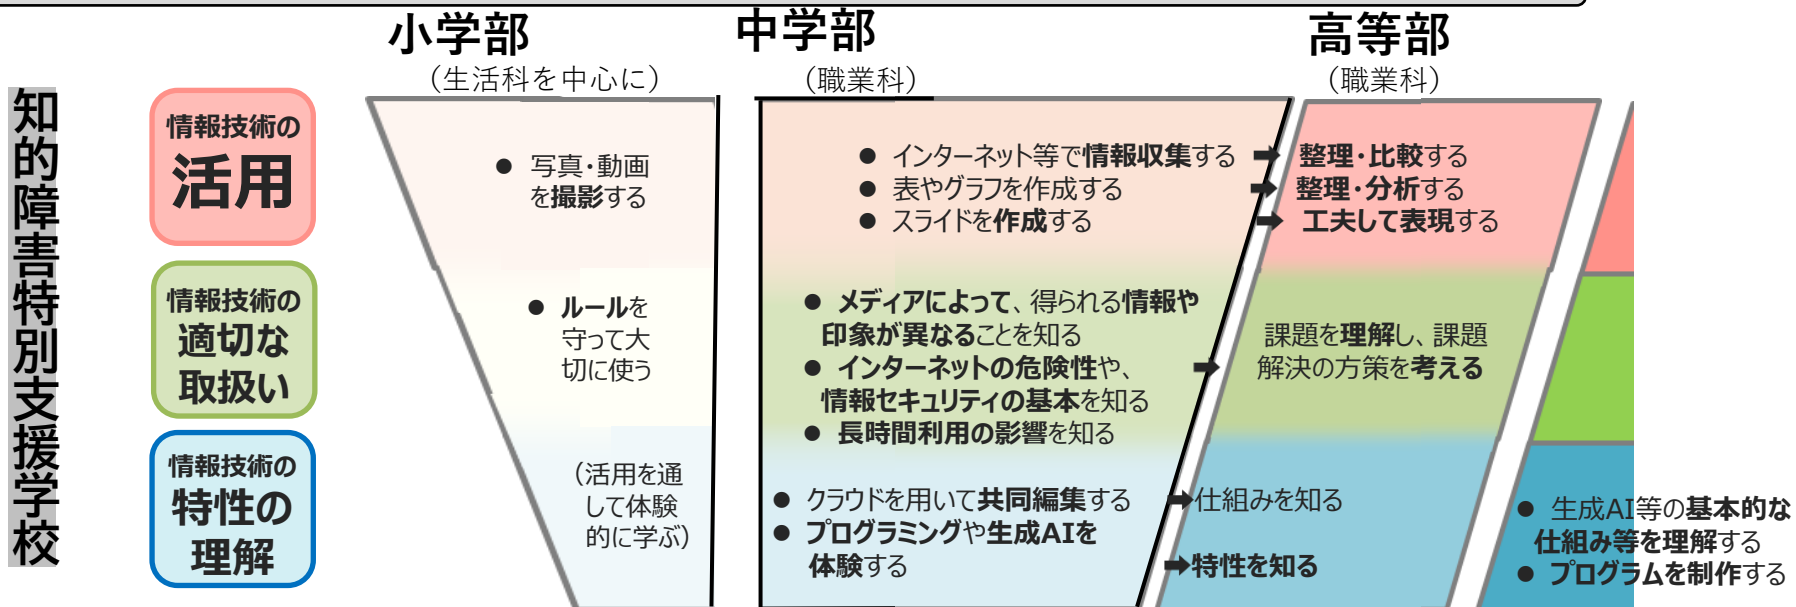 小学部
（生活科を中心に）
中学部
（職業科）
高等部
（職業科）
知的障害特別支援学校
情報技術の
活用
● 写真・動画
を撮影する
● インターネット等で情報収集する ➡ 整理・比較する
● 表やグラフを作成する ➡ 整理・分析する
● スライドを作成する ➡ 工夫して表現する
情報技術の
適切な
取扱い
● ルールを
守って大
切に使う
● メディアによって、得られる情報や
印象が異なることを知る
● インターネットの危険性や、
情報セキュリティの基本を知る
● 長時間利用の影響を知る
➡
課題を理解し、課題
解決の方策を考える
情報技術の
特性の
理解
（活用を通
して体験
的に学ぶ）
● クラウドを用いて共同編集する ➡仕組みを知る
● プログラミングや生成AIを
体験する ➡特性を知る
● 生成AI等の基本的な
仕組み等を理解する
● プログラムを制作する